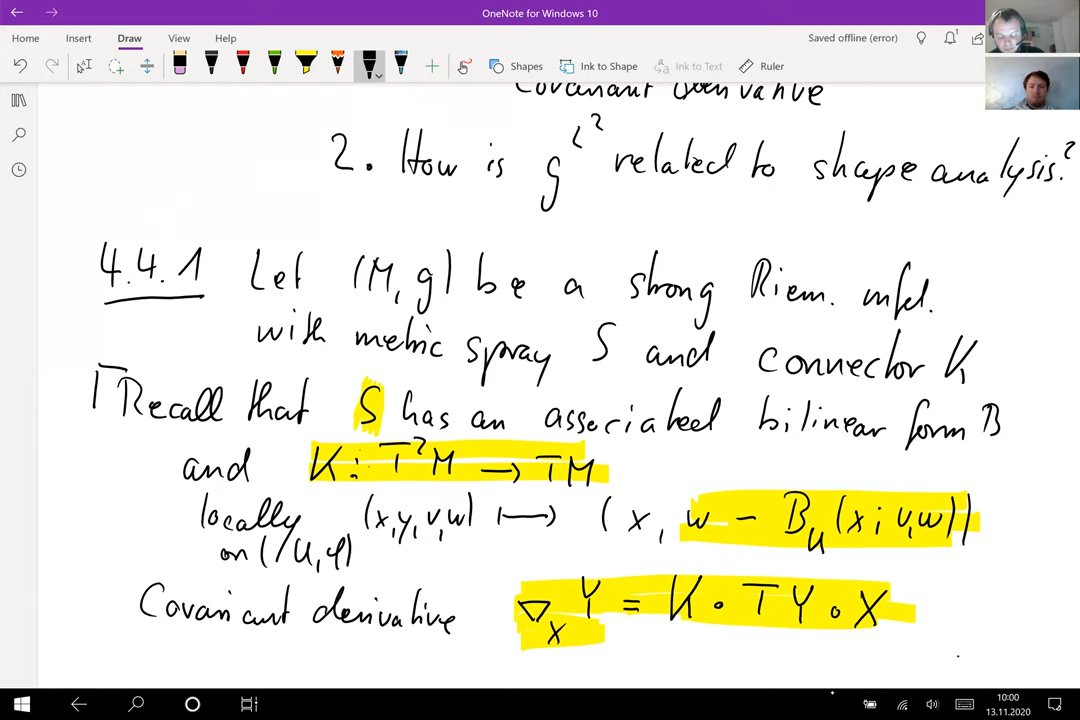 OneNote for Windows 10
Home Insert Draw View Help Saved offline (error)
Shapes Ink to Shape Ink to Text Ruler
Covariant Derivative
2. How is g^{L^2} related to shape analysis?
4.4.1 Let (M,g) be a strong Riem. mfd.
with metric spray S and connector K
Recall that S has an associated bilinear form B
and K: T²M → TM
locally (x,y,v,w) ↦ (x, w - B_U(x; v,w))
on (U,φ)
Covariant derivative ∇_X Y = K∘TY∘X
10:00
13.11.2020